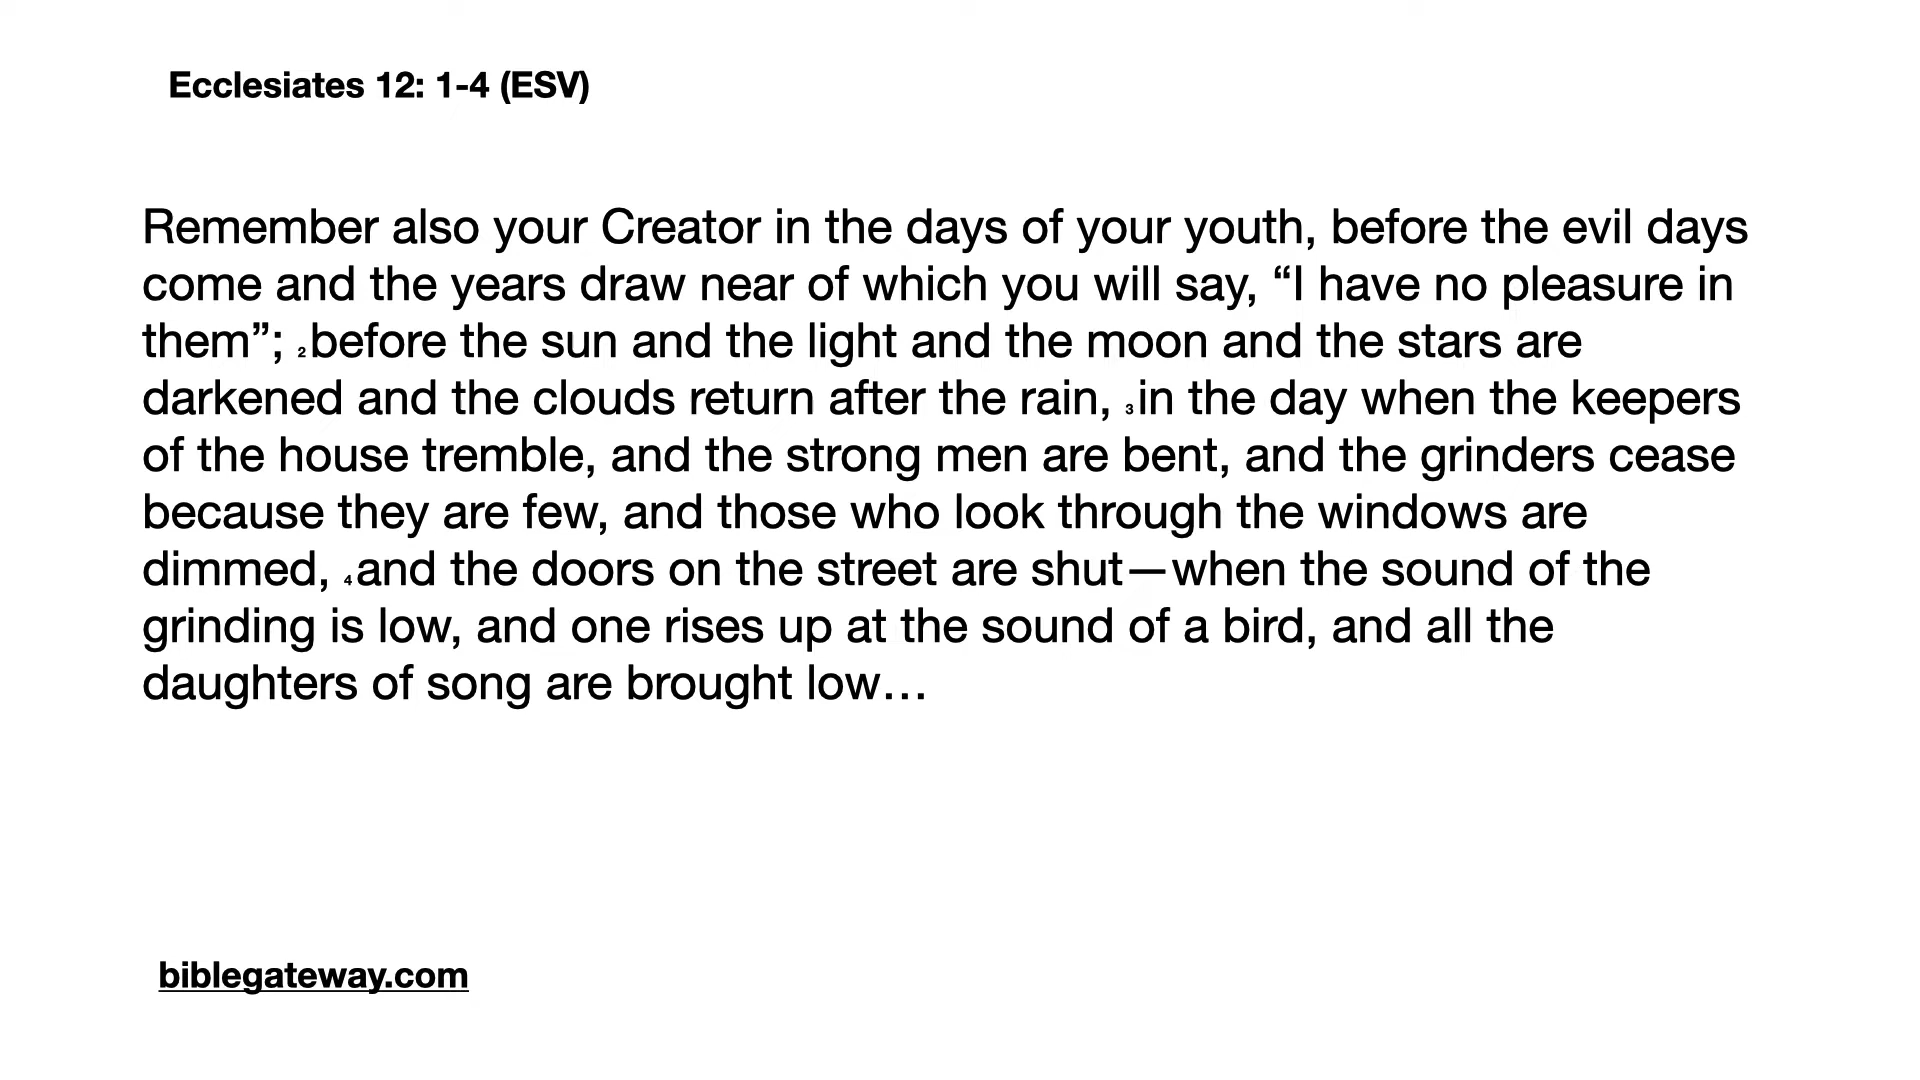 Ecclesiates 12: 1-4 (ESV)
Remember also your Creator in the days of your youth, before the evil days
come and the years draw near of which you will say, “I have no pleasure in
them”; 2before the sun and the light and the moon and the stars are
darkened and the clouds return after the rain, 3in the day when the keepers
of the house tremble, and the strong men are bent, and the grinders cease
because they are few, and those who look through the windows are
dimmed, 4and the doors on the street are shut—when the sound of the
grinding is low, and one rises up at the sound of a bird, and all the
daughters of song are brought low…
biblegateway.com